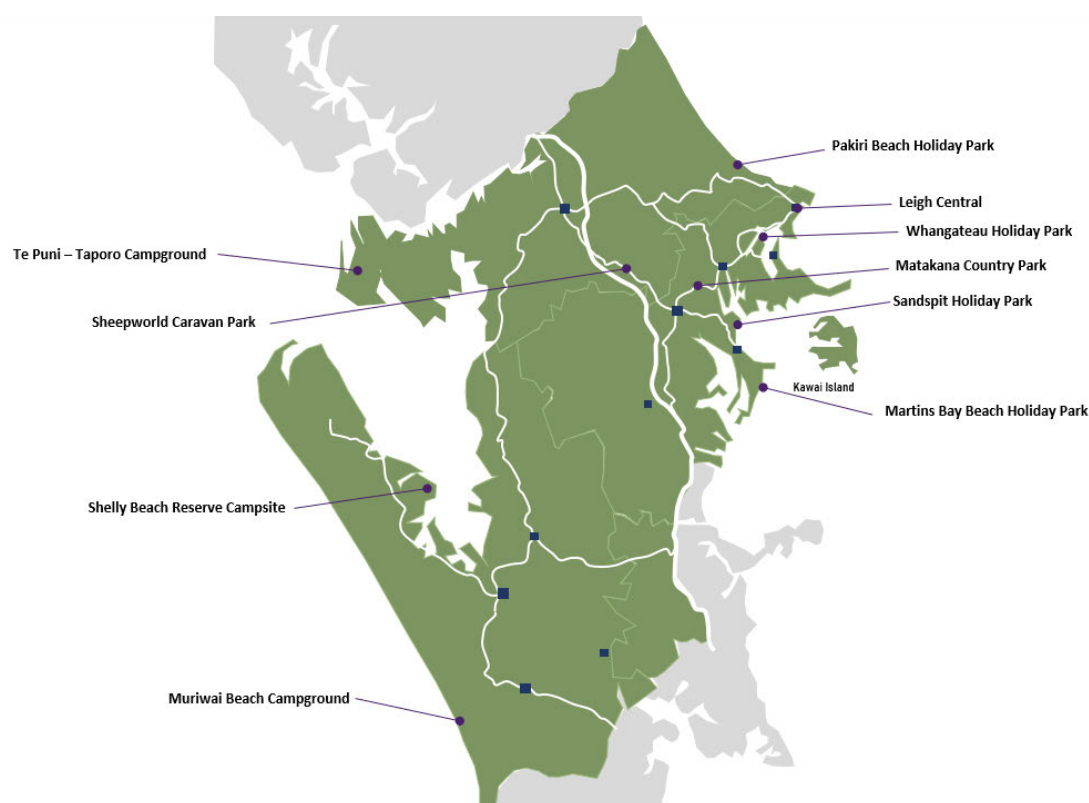 Pakiri Beach Holiday Park
Leigh Central
Whangateau Holiday Park
Te Puni – Taporo Campground
Matakana Country Park
Sandspit Holiday Park
Sheepworld Caravan Park
Kawai Island
Martins Bay Beach Holiday Park
Shelly Beach Reserve Campsite
Muriwai Beach Campground